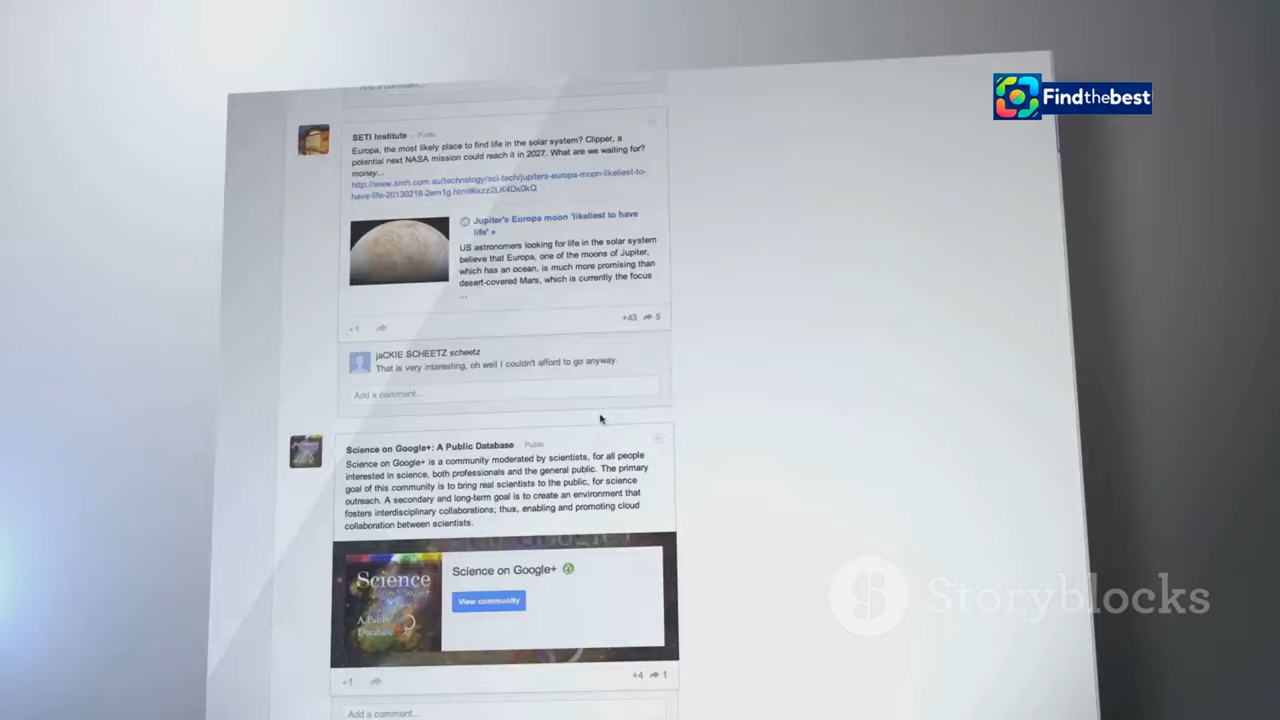 Add a comment...
Findthebest
SETI Institute - Public
Europa, the most likely place to find life in the solar system? Clipper, a
potential next NASA mission could reach it in 2027. What are we waiting for?
money...
http://www.smh.com.au/technology/sci-tech/jupiters-europa-moon-likeliest-to-
have-life-20130218-2em1g.html#ixzz2LK4Dx0kQ
Jupiter's Europa moon 'likeliest to have
life' »
US astronomers looking for life in the solar system
believe that Europa, one of the moons of Jupiter,
which has an ocean, is much more promising than
desert-covered Mars, which is currently the focus
...
+43 5
+1
jaCKIE SCHEETZ scheetz
That is very interesting, oh well I couldn't afford to go anyway.
Add a comment...
Science on Google+: A Public Database - Public
Science on Google+ is a community moderated by scientists, for all people
interested in science, both professionals and the general public. The primary
goal of this community is to bring real scientists to the public, for science
outreach. A secondary and long-term goal is to create an environment that
fosters interdisciplinary collaborations; thus, enabling and promoting cloud
collaboration between scientists.
Science on Google+
Science
View community
A Public
Database
Storyblocks
+4 1
+1
Add a comment...